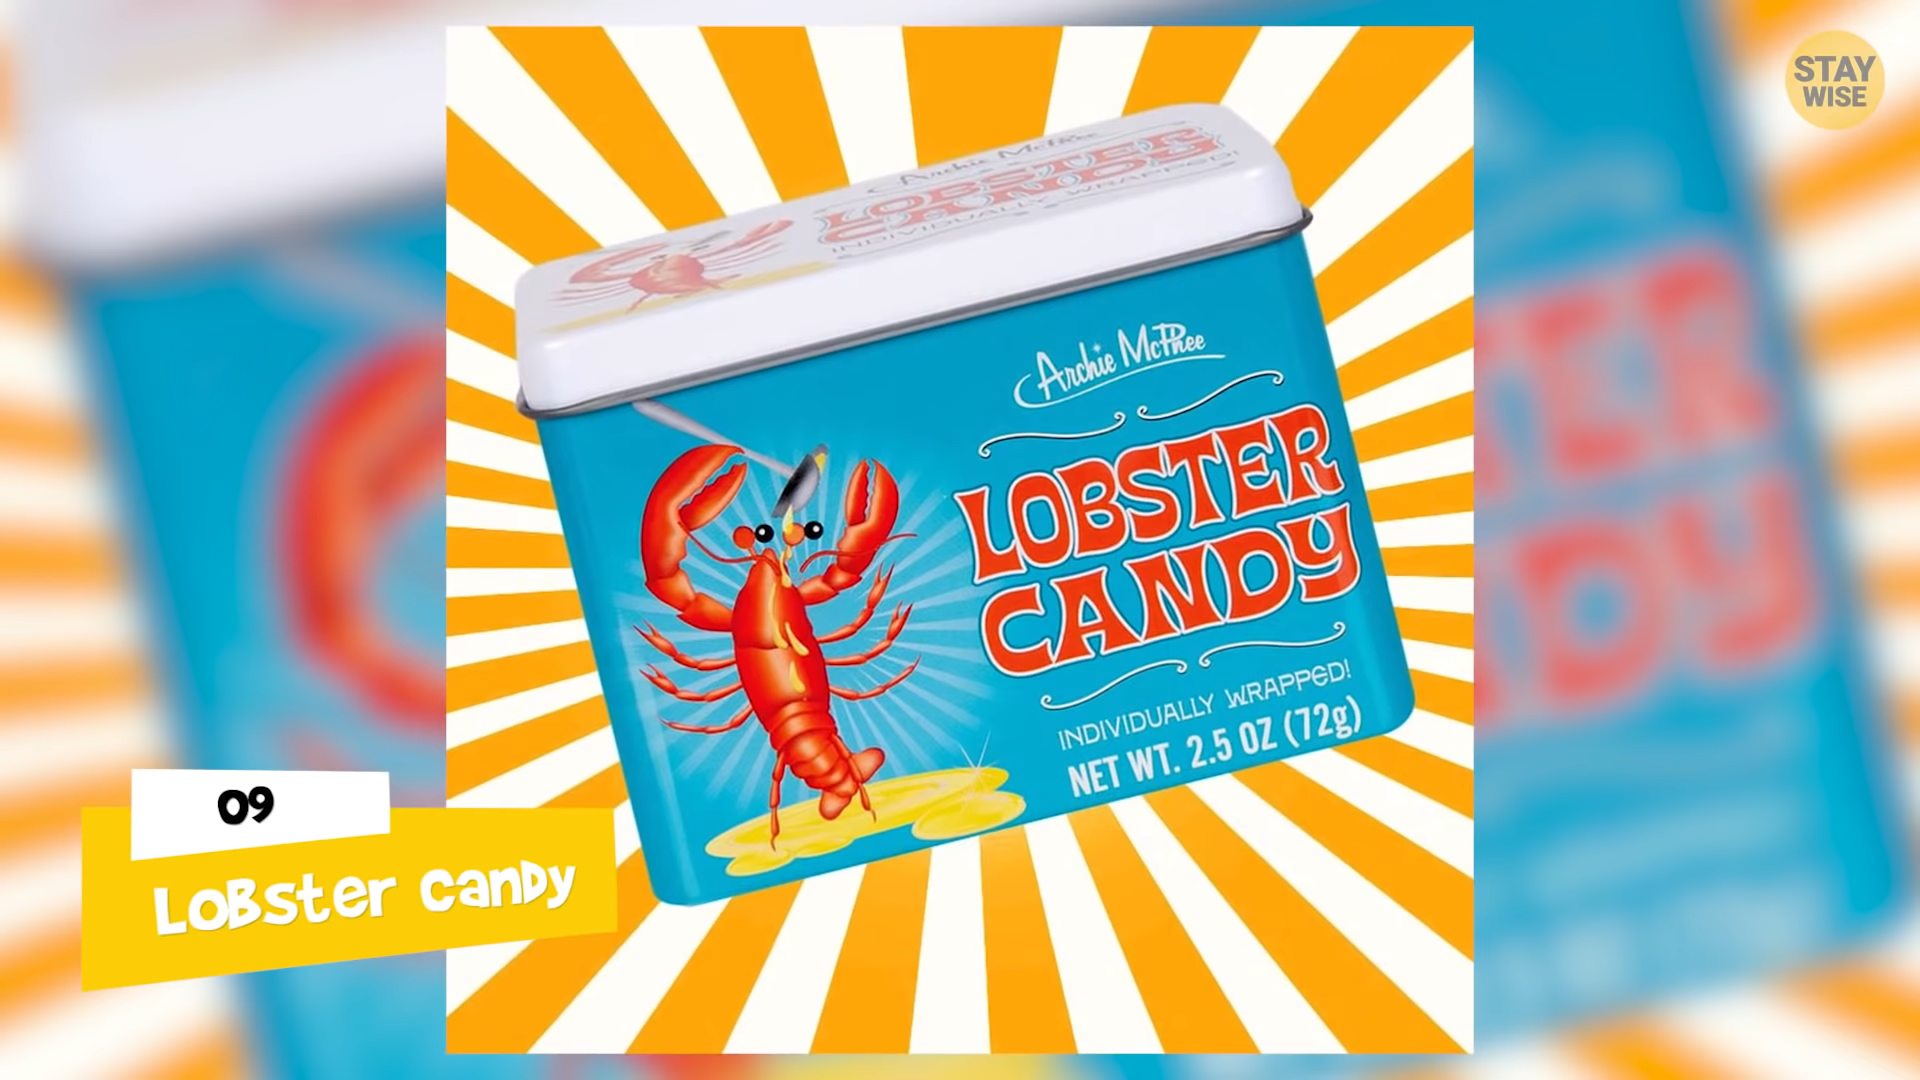 STAY
WISE
Archie McPhee
LOBSTER
CANDY
INDIVIDUALLY WRAPPED!
Archie McPhee
LOBSTER
CANDY
INDIVIDUALLY WRAPPED!
NET WT. 2.5 OZ (72g)
09
LOBster canDy